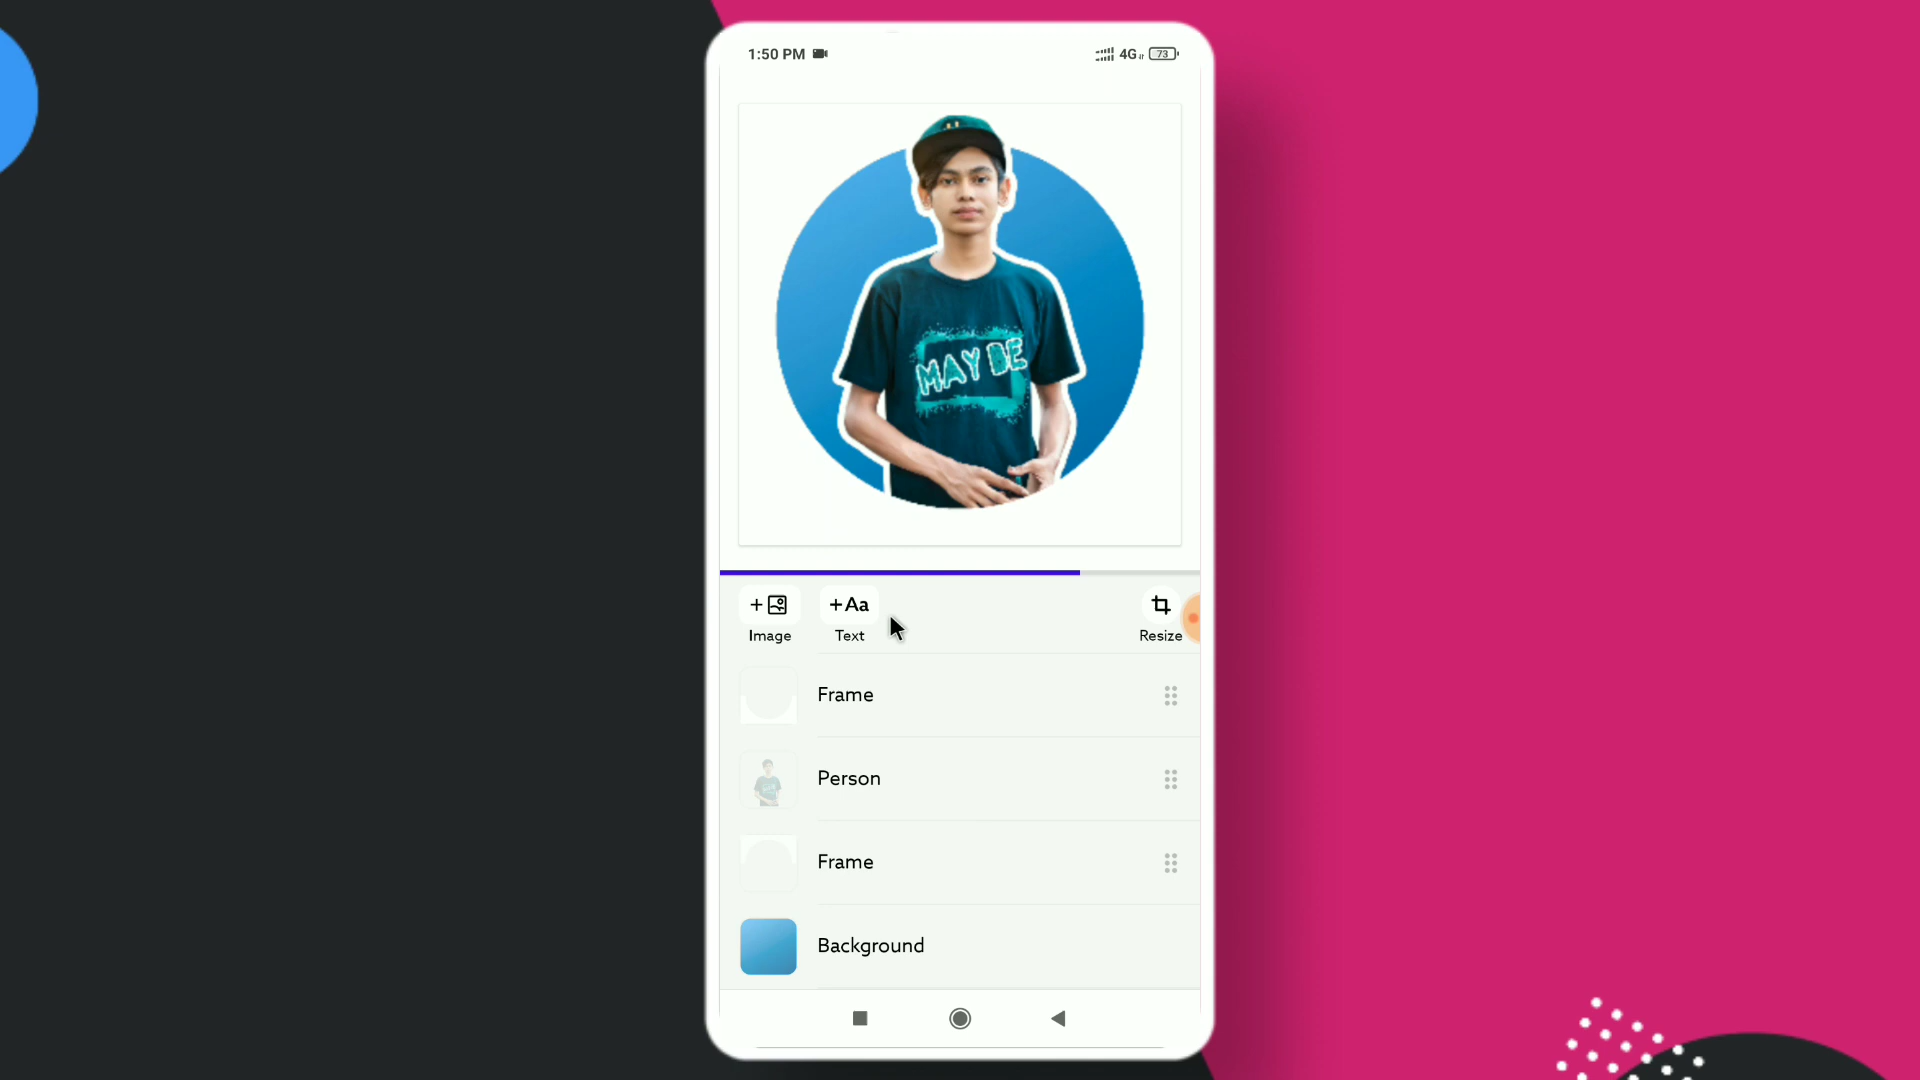 1:50 PM
4G
73
MAY BE
+Aa
Image
Text
Resize
Frame
Person
Frame
Background